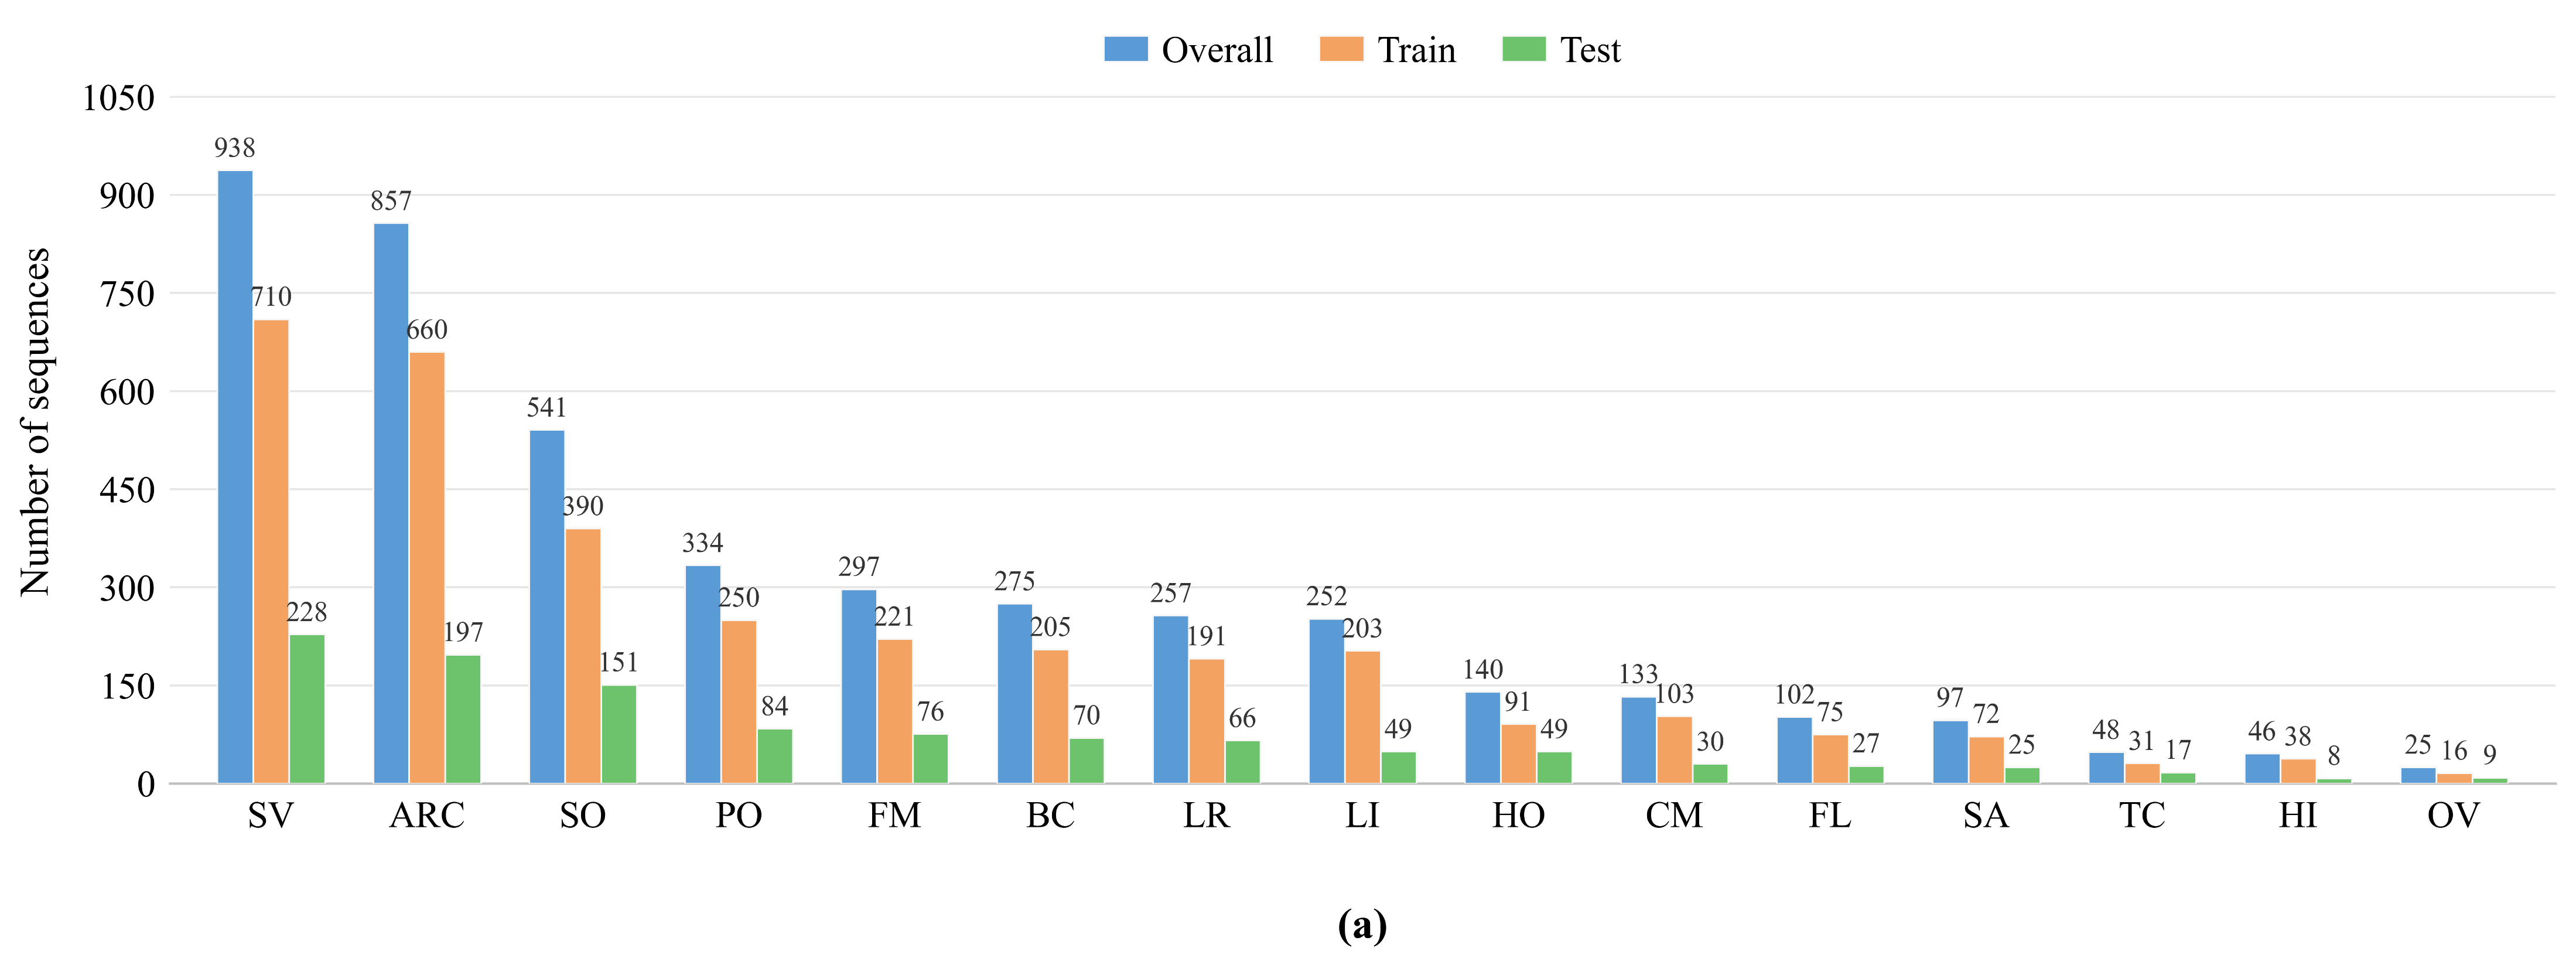 Overall Train Test
1050
900
750
600
450
300
150
0
Number of sequences
938 710 228
857 660 197
541 390 151
334 250 84
297 221 76
275 205 70
257 191 66
252 203 49
140 91 49
133 103 30
102 75 27
97 72 25
48 31 17
46 38 8
25 16 9
SV ARC SO PO FM BC LR LI HO CM FL SA TC HI OV
(a)